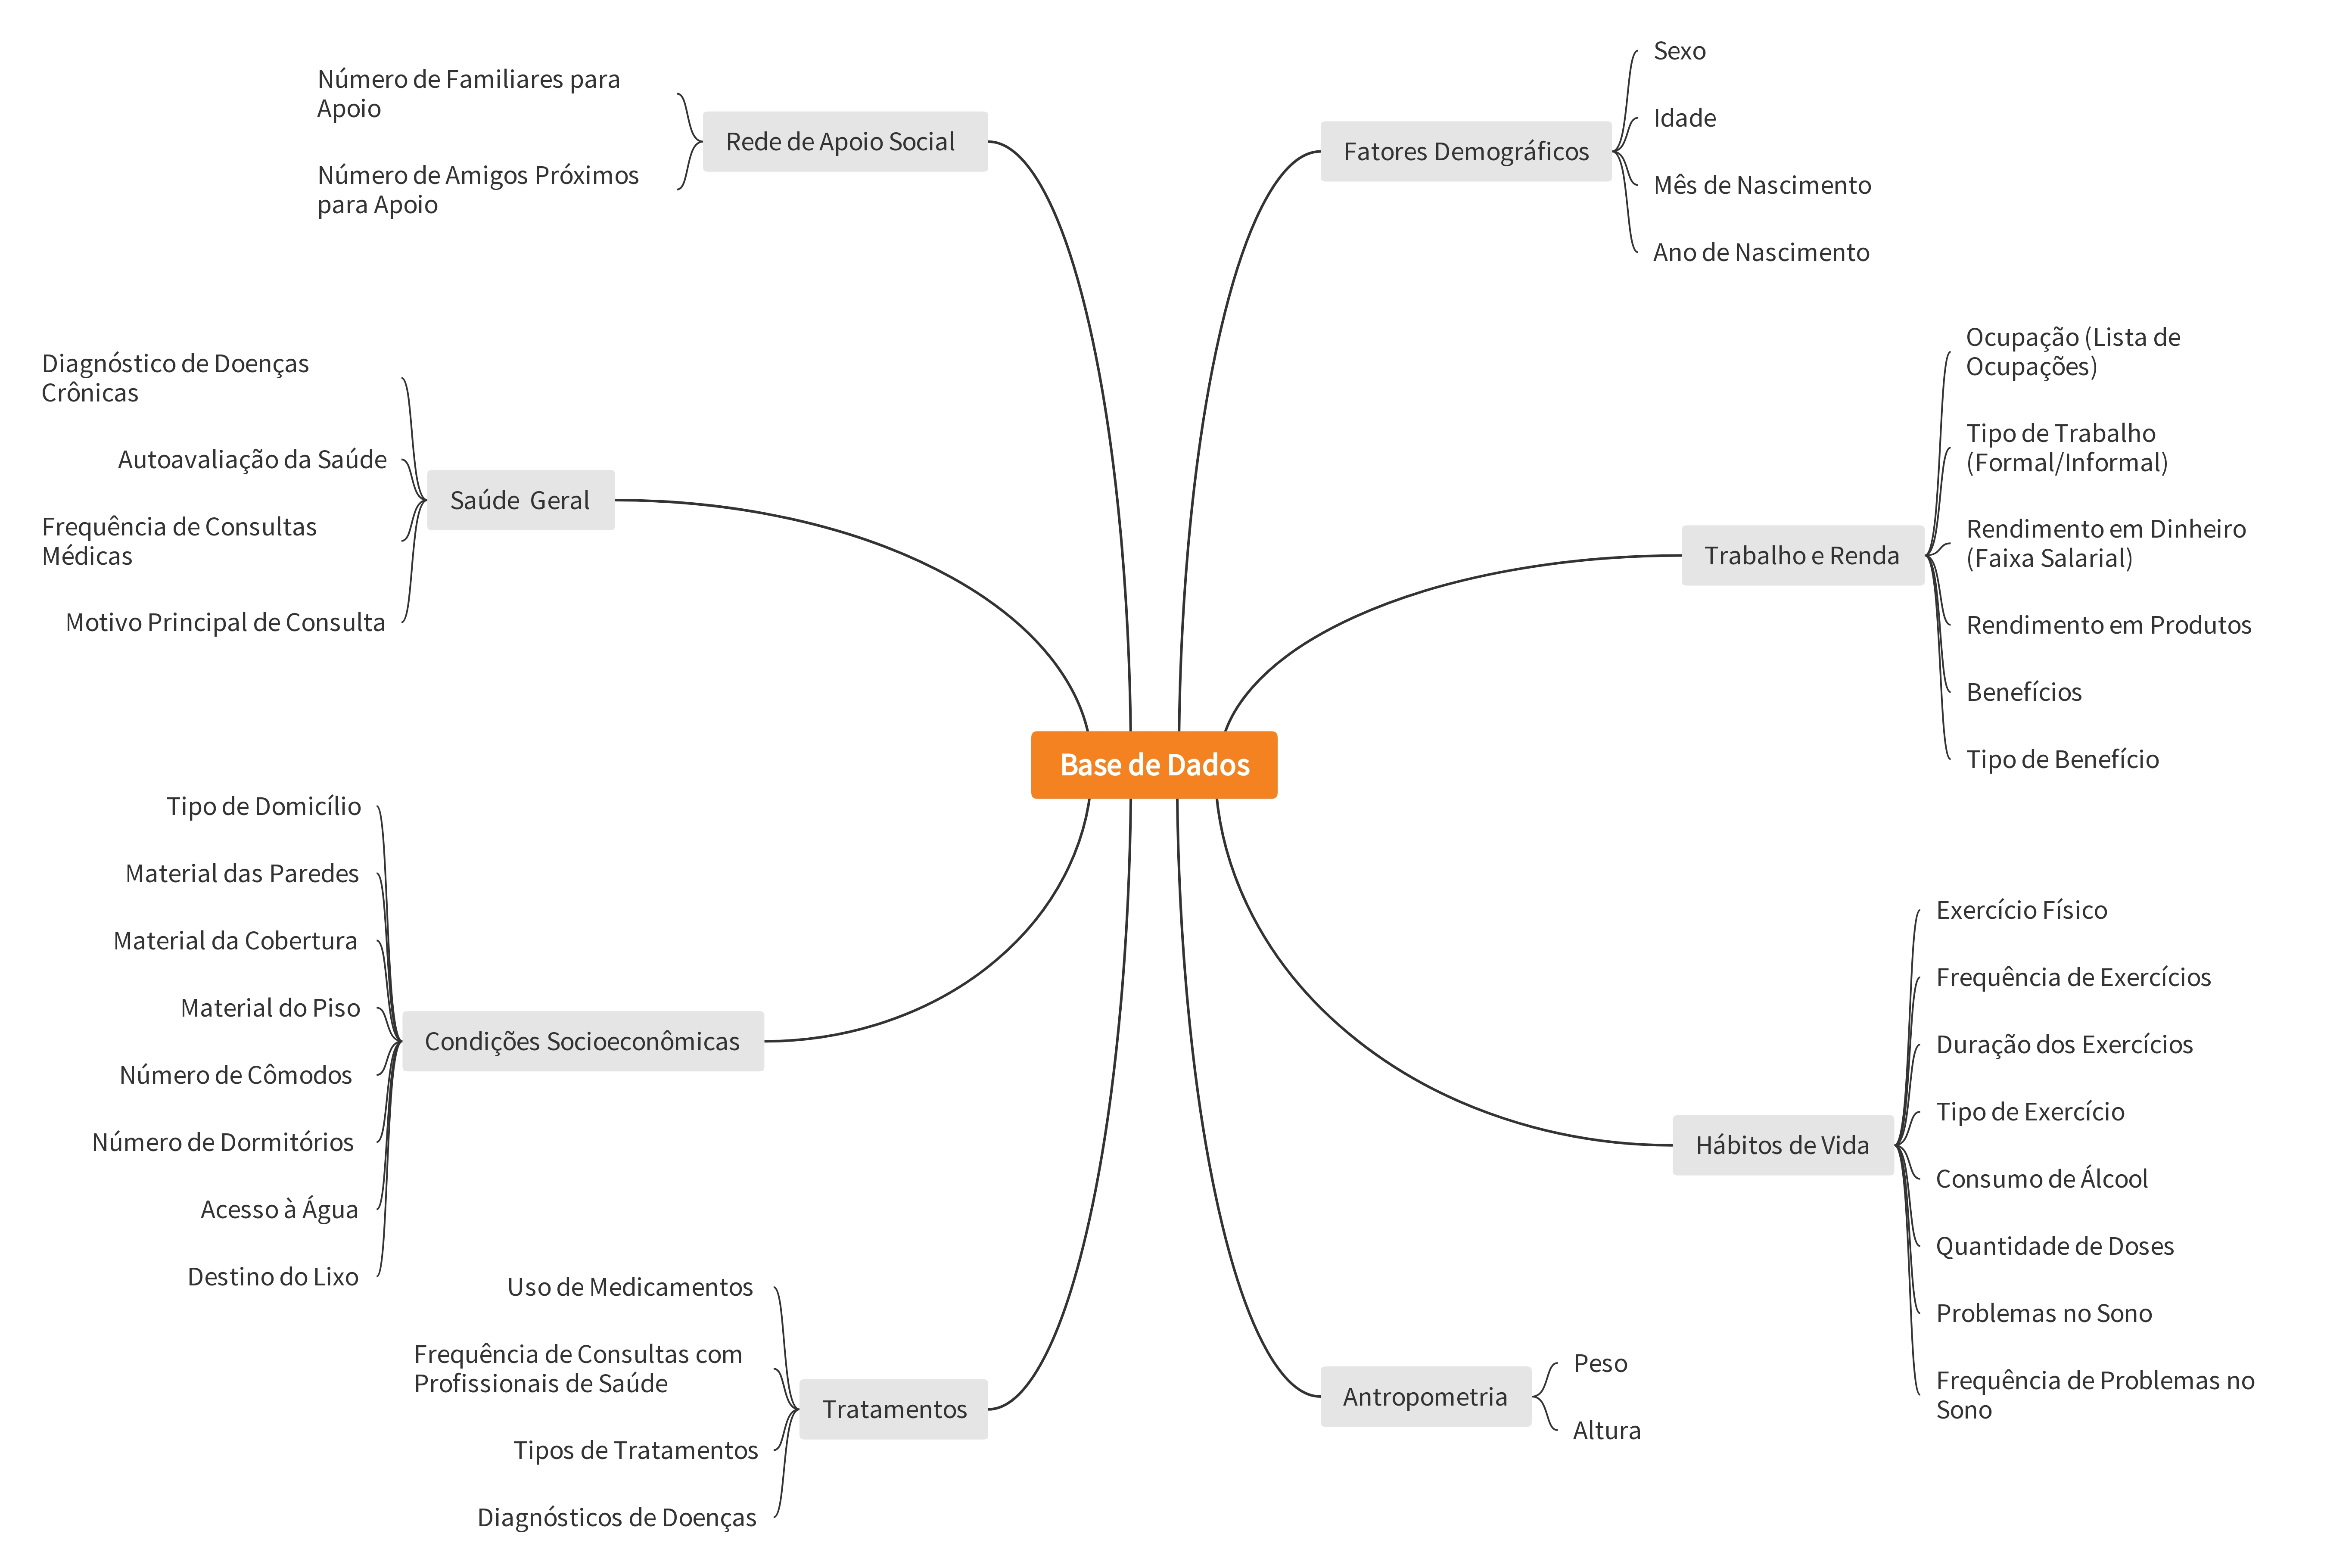 Base de Dados
Fatores Demográficos
Sexo
Idade
Mês de Nascimento
Ano de Nascimento
Trabalho e Renda
Ocupação (Lista de
Ocupações)
Tipo de Trabalho
(Formal/Informal)
Rendimento em Dinheiro
(Faixa Salarial)
Rendimento em Produtos
Benefícios
Tipo de Benefício
Hábitos de Vida
Exercício Físico
Frequência de Exercícios
Duração dos Exercícios
Tipo de Exercício
Consumo de Álcool
Quantidade de Doses
Problemas no Sono
Frequência de Problemas no
Sono
Antropometria
Peso
Altura
Rede de Apoio Social
Número de Familiares para
Apoio
Número de Amigos Próximos
para Apoio
Saúde  Geral
Diagnóstico de Doenças
Crônicas
Autoavaliação da Saúde
Frequência de Consultas
Médicas
Motivo Principal de Consulta
Condições Socioeconômicas
Tipo de Domicílio
Material das Paredes
Material da Cobertura
Material do Piso
Número de Cômodos
Número de Dormitórios
Acesso à Água
Destino do Lixo
Tratamentos
Uso de Medicamentos
Frequência de Consultas com
Profissionais de Saúde
Tipos de Tratamentos
Diagnósticos de Doenças